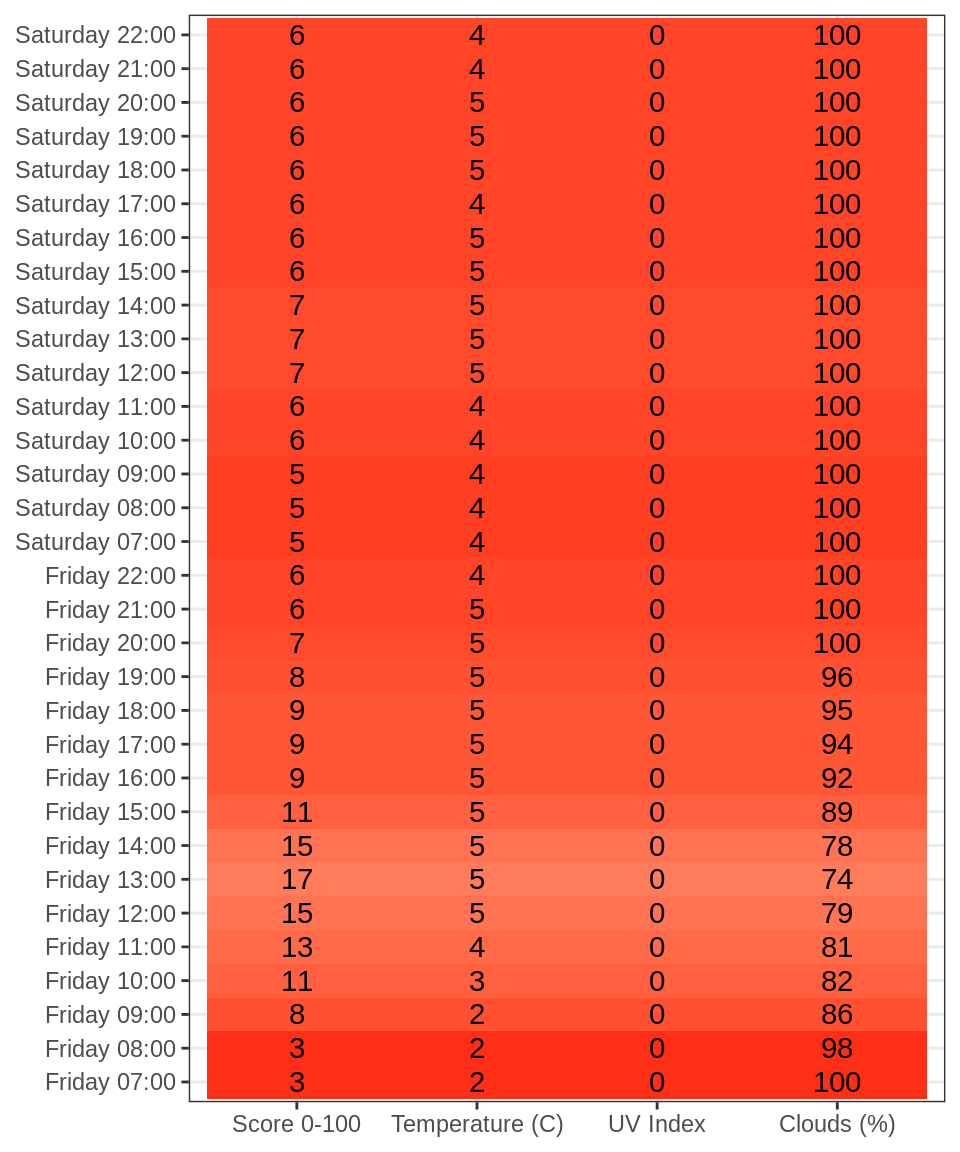 Saturday 22:00 6 4 0 100
Saturday 21:00 6 4 0 100
Saturday 20:00 6 5 0 100
Saturday 19:00 6 5 0 100
Saturday 18:00 6 5 0 100
Saturday 17:00 6 4 0 100
Saturday 16:00 6 5 0 100
Saturday 15:00 6 5 0 100
Saturday 14:00 7 5 0 100
Saturday 13:00 7 5 0 100
Saturday 12:00 7 5 0 100
Saturday 11:00 6 4 0 100
Saturday 10:00 6 4 0 100
Saturday 09:00 5 4 0 100
Saturday 08:00 5 4 0 100
Saturday 07:00 5 4 0 100
Friday 22:00 6 4 0 100
Friday 21:00 6 5 0 100
Friday 20:00 7 5 0 100
Friday 19:00 8 5 0 96
Friday 18:00 9 5 0 95
Friday 17:00 9 5 0 94
Friday 16:00 9 5 0 92
Friday 15:00 11 5 0 89
Friday 14:00 15 5 0 78
Friday 13:00 17 5 0 74
Friday 12:00 15 5 0 79
Friday 11:00 13 4 0 81
Friday 10:00 11 3 0 82
Friday 09:00 8 2 0 86
Friday 08:00 3 2 0 98
Friday 07:00 3 2 0 100
Score 0-100 Temperature (C) UV Index Clouds (%)